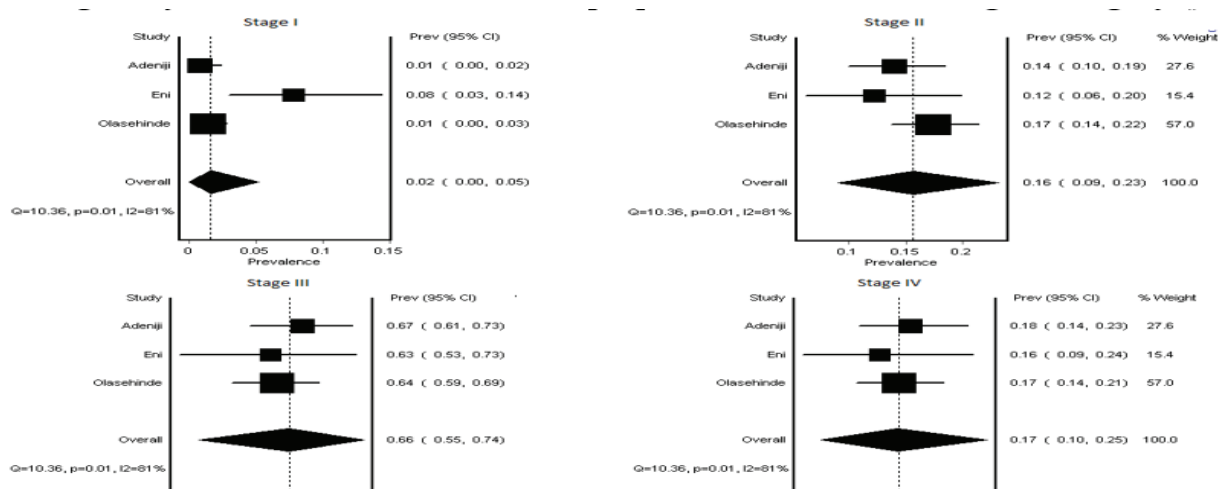 Stage I
Study Prev (95% CI)
Adeniji 0.01 ( 0.00, 0.02)
Eni 0.08 ( 0.03, 0.14)
Olasehinde 0.01 ( 0.00, 0.03)
Overall 0.02 ( 0.00, 0.05)
Q=10.36, p=0.01, I2=81%
0 0.05 0.1 0.15
Prevalence
Stage II
Study Prev (95% CI) % Weight
Adeniji 0.14 ( 0.10, 0.19) 27.6
Eni 0.12 ( 0.06, 0.20) 15.4
Olasehinde 0.17 ( 0.14, 0.22) 57.0
Overall 0.16 ( 0.09, 0.23) 100.0
Q=10.36, p=0.01, I2=81%
0.1 0.15 0.2
Prevalence
Stage III
Study Prev (95% CI)
Adeniji 0.67 ( 0.61, 0.73)
Eni 0.63 ( 0.53, 0.73)
Olasehinde 0.64 ( 0.59, 0.69)
Overall 0.66 ( 0.55, 0.74)
Q=10.36, p=0.01, I2=81%
Stage IV
Study Prev (95% CI) % Weight
Adeniji 0.18 ( 0.14, 0.23) 27.6
Eni 0.16 ( 0.09, 0.24) 15.4
Olasehinde 0.17 ( 0.14, 0.21) 57.0
Overall 0.17 ( 0.10, 0.25) 100.0
Q=10.36, p=0.01, I2=81%